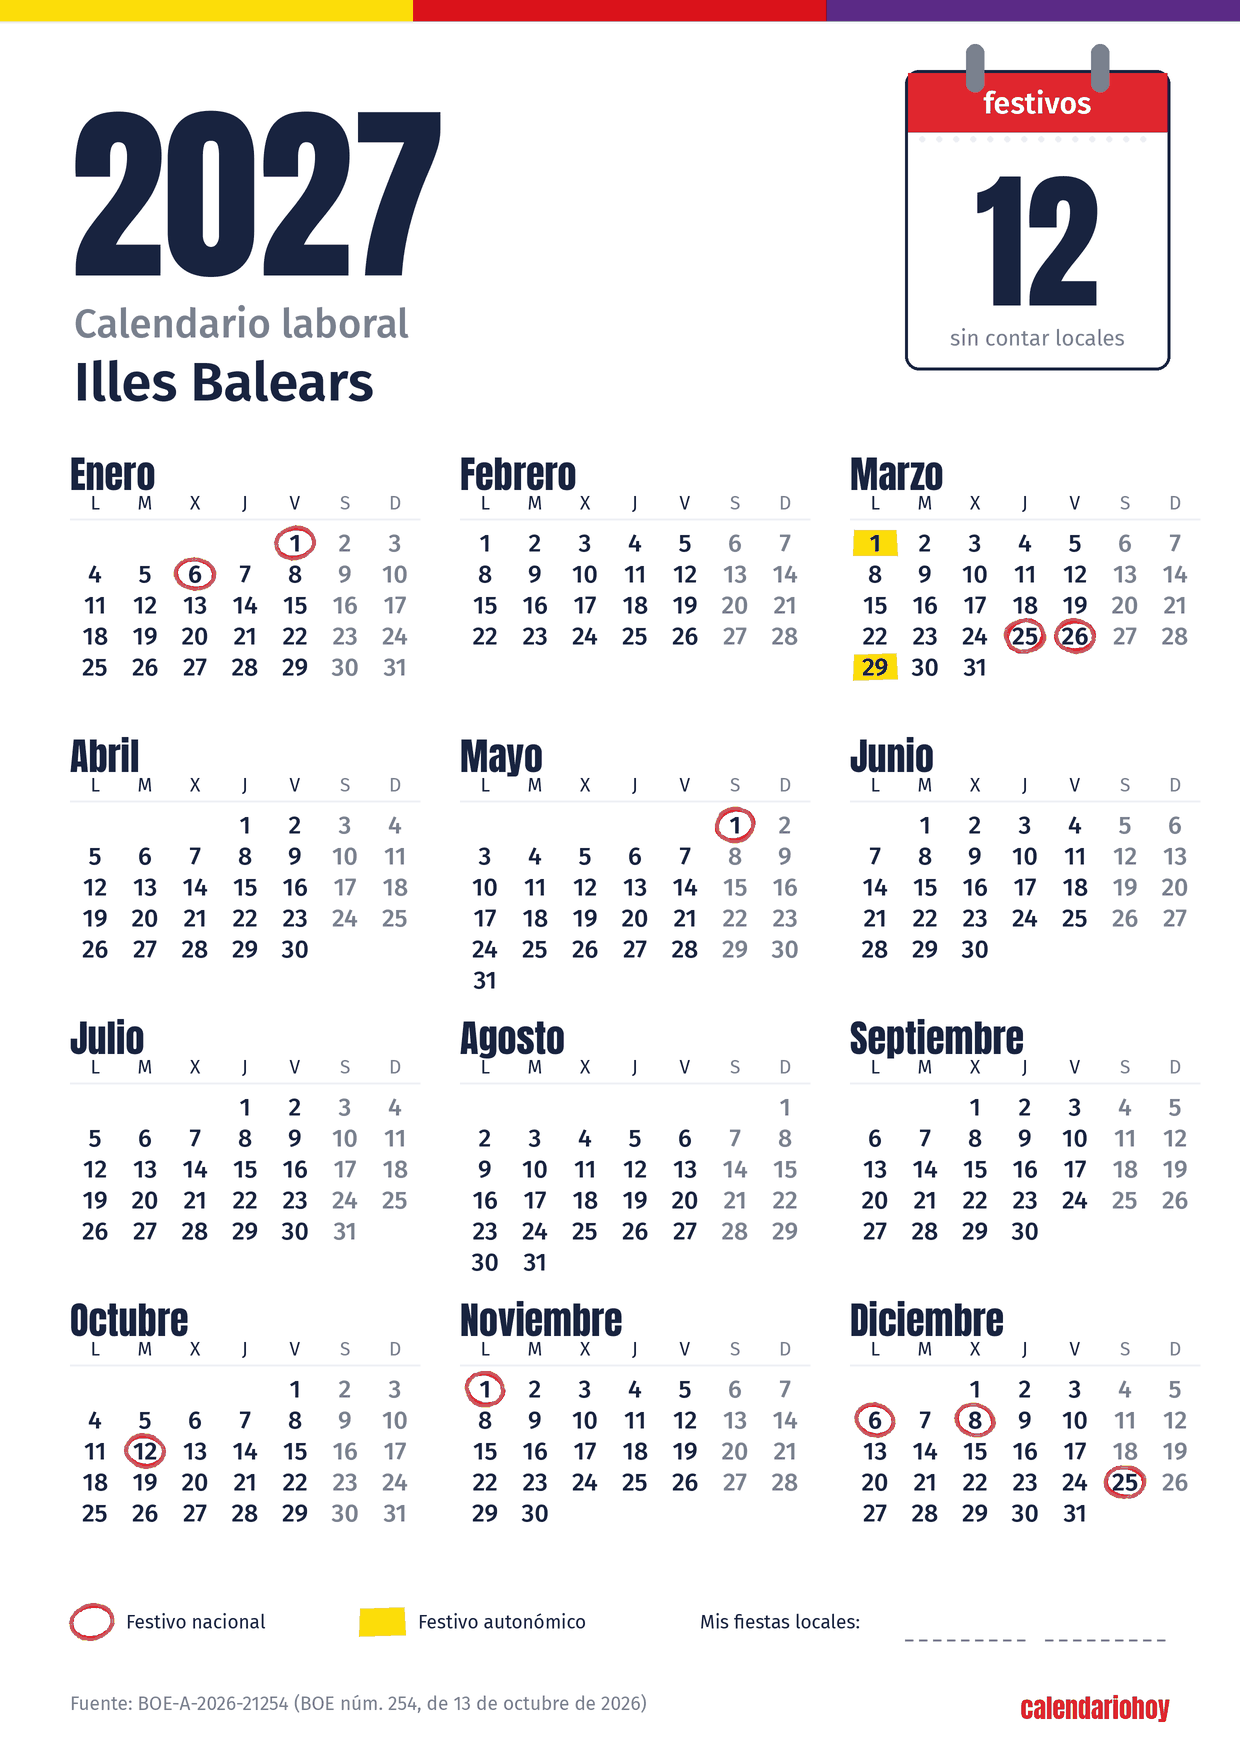 festivos
2027
12
Calendario laboral
sin contar locales
Illes Balears
Enero
L M X J V S D
1 2 3
4 5 6 7 8 9 10
11 12 13 14 15 16 17
18 19 20 21 22 23 24
25 26 27 28 29 30 31
Febrero
L M X J V S D
1 2 3 4 5 6 7
8 9 10 11 12 13 14
15 16 17 18 19 20 21
22 23 24 25 26 27 28
Marzo
L M X J V S D
1 2 3 4 5 6 7
8 9 10 11 12 13 14
15 16 17 18 19 20 21
22 23 24 25 26 27 28
29 30 31
Abril
L M X J V S D
1 2 3 4
5 6 7 8 9 10 11
12 13 14 15 16 17 18
19 20 21 22 23 24 25
26 27 28 29 30
Mayo
L M X J V S D
1 2
3 4 5 6 7 8 9
10 11 12 13 14 15 16
17 18 19 20 21 22 23
24 25 26 27 28 29 30
31
Junio
L M X J V S D
1 2 3 4 5 6
7 8 9 10 11 12 13
14 15 16 17 18 19 20
21 22 23 24 25 26 27
28 29 30
Julio
L M X J V S D
1 2 3 4
5 6 7 8 9 10 11
12 13 14 15 16 17 18
19 20 21 22 23 24 25
26 27 28 29 30 31
Agosto
L M X J V S D
1
2 3 4 5 6 7 8
9 10 11 12 13 14 15
16 17 18 19 20 21 22
23 24 25 26 27 28 29
30 31
Septiembre
L M X J V S D
1 2 3 4 5
6 7 8 9 10 11 12
13 14 15 16 17 18 19
20 21 22 23 24 25 26
27 28 29 30
Octubre
L M X J V S D
1 2 3
4 5 6 7 8 9 10
11 12 13 14 15 16 17
18 19 20 21 22 23 24
25 26 27 28 29 30 31
Noviembre
L M X J V S D
1 2 3 4 5 6 7
8 9 10 11 12 13 14
15 16 17 18 19 20 21
22 23 24 25 26 27 28
29 30
Diciembre
L M X J V S D
1 2 3 4 5
6 7 8 9 10 11 12
13 14 15 16 17 18 19
20 21 22 23 24 25 26
27 28 29 30 31
Festivo nacional
Festivo autonómico
Mis fiestas locales:
Fuente: BOE-A-2026-21254 (BOE núm. 254, de 13 de octubre de 2026)
calendariohoy